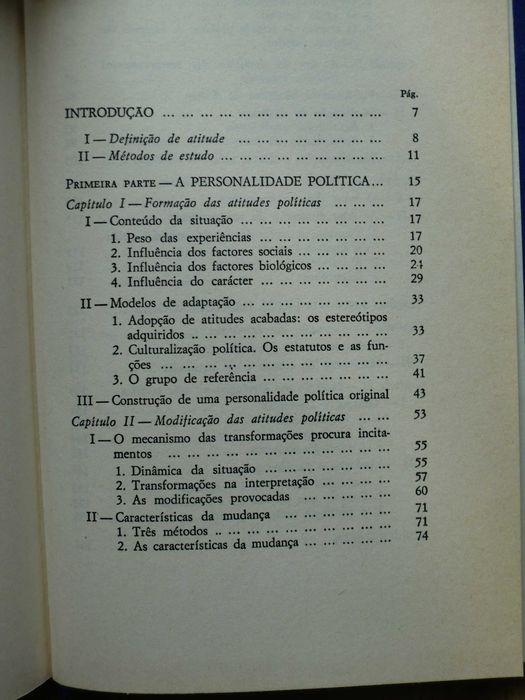 Pág.
INTRODUÇÃO ... ... ... ... ... ... ... ... ... ... ... ... 7
I — Definição de atitude ... ... ... ... ... ... ... ... 8
II — Métodos de estudo ... ... ... ... ... ... ... ... ... 11
PRIMEIRA PARTE — A PERSONALIDADE POLÍTICA... 15
Capítulo I — Formação das atitudes políticas ... ... ... 17
I — Conteúdo da situação ... ... ... ... ... ... ... ... 17
1. Peso das experiências ... ... ... ... ... ... ... 17
2. Influência dos factores sociais ... ... ... ... ... 20
3. Influência dos factores biológicos ... ... ... ... 24
4. Influência do carácter ... ... ... ... ... ... ... 29
II — Modelos de adaptação ... ... ... ... ... ... ... ... 33
1. Adopção de atitudes acabadas: os estereótipos
adquiridos .. ... ... ... ... ... ... ... ... ... ... 33
2. Culturalização política. Os estatutos e as fun-
ções ... ... ... ... ... ... ... ... ... ... ... ... 37
3. O grupo de referência ... ... ... ... ... ... ... 41
III — Construção de uma personalidade política original 43
Capítulo II — Modificação das atitudes políticas ... ... 53
I — O mecanismo das transformações procura incita-
mentos ... ... ... ... ... ... ... ... ... ... ... ... 55
1. Dinâmica da situação ... ... ... ... ... ... ... 55
2. Transformações na interpretação ... ... ... ... 57
3. As modificações provocadas ... ... ... ... ... 60
II — Características da mudança ... ... ... ... ... ... 71
1. Três métodos .. ... ... ... ... ... ... ... ... ... 71
2. As características da mudança ... ... ... ... ... 74